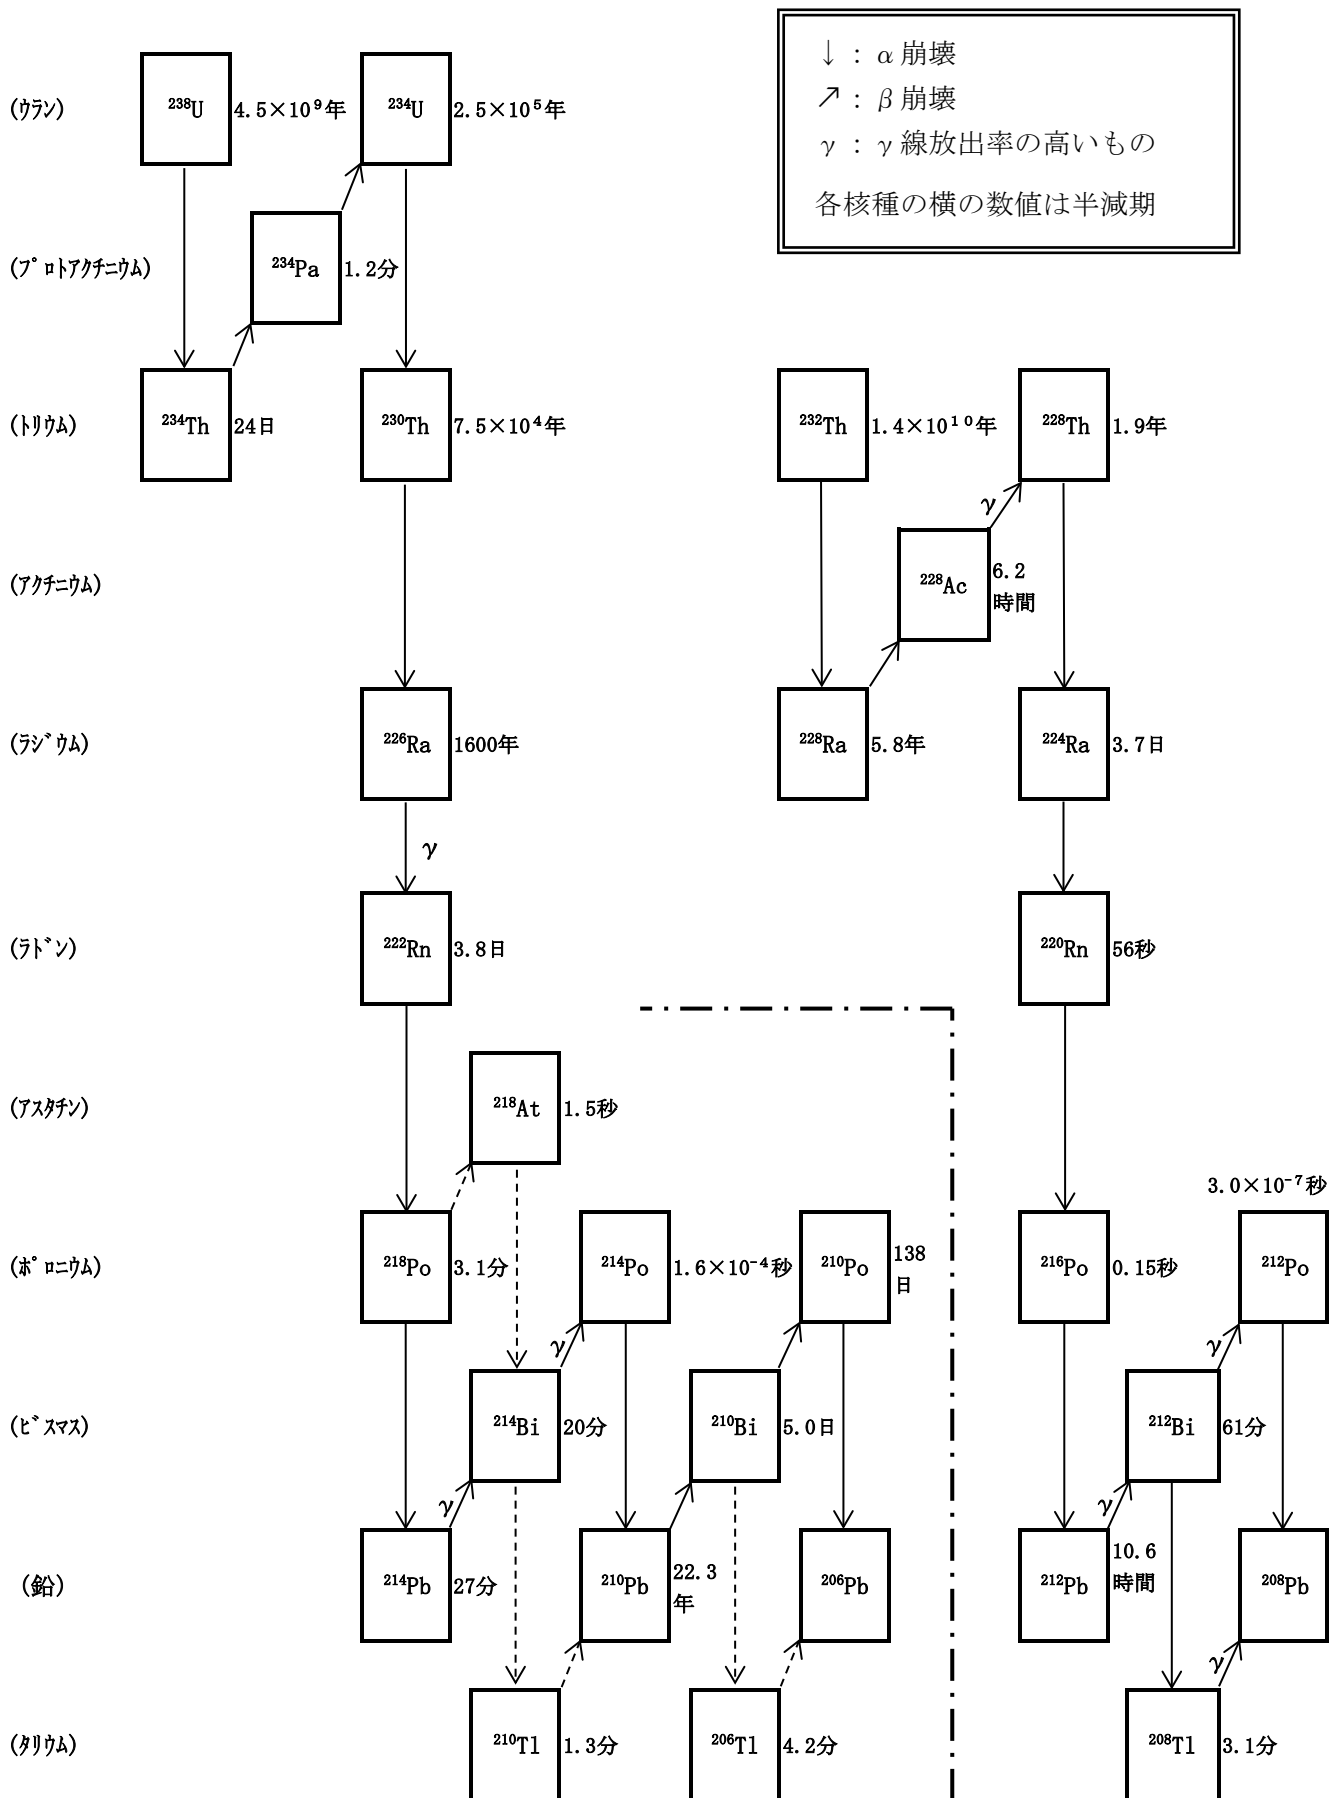 ↓ : α 崩壊
↗ : β 崩壊
γ : γ 線放出率の高いもの
各核種の横の数値は半減期
(ウラン) ²³⁸U 4.5×10⁹年 ²³⁴U 2.5×10⁵年
(プロトアクチニウム) ²³⁴Pa 1.2分
(トリウム) ²³⁴Th 24日 ²³⁰Th 7.5×10⁴年 ²³²Th 1.4×10¹⁰年 ²²⁸Th 1.9年
γ
(アクチニウム) ²²⁸Ac 6.2
時間
(ラジウム) ²²⁶Ra 1600年 ²²⁸Ra 5.8年 ²²⁴Ra 3.7日
γ
(ラドン) ²²²Rn 3.8日 ²²⁰Rn 56秒
(アスタチン) ²¹⁸At 1.5秒
3.0×10⁻⁷秒
(ポロニウム) ²¹⁸Po 3.1分 ²¹⁴Po 1.6×10⁻⁴秒 ²¹⁰Po 138
日 ²¹⁶Po 0.15秒 ²¹²Po
γ γ
(ビスマス) ²¹⁴Bi 20分 ²¹⁰Bi 5.0日 ²¹²Bi 61分
γ γ
(鉛) ²¹⁴Pb 27分 ²¹⁰Pb 22.3
年 ²⁰⁶Pb ²¹²Pb 10.6
時間 ²⁰⁸Pb
γ
(タリウム) ²¹⁰Tl 1.3分 ²⁰⁶Tl 4.2分 ²⁰⁸Tl 3.1分